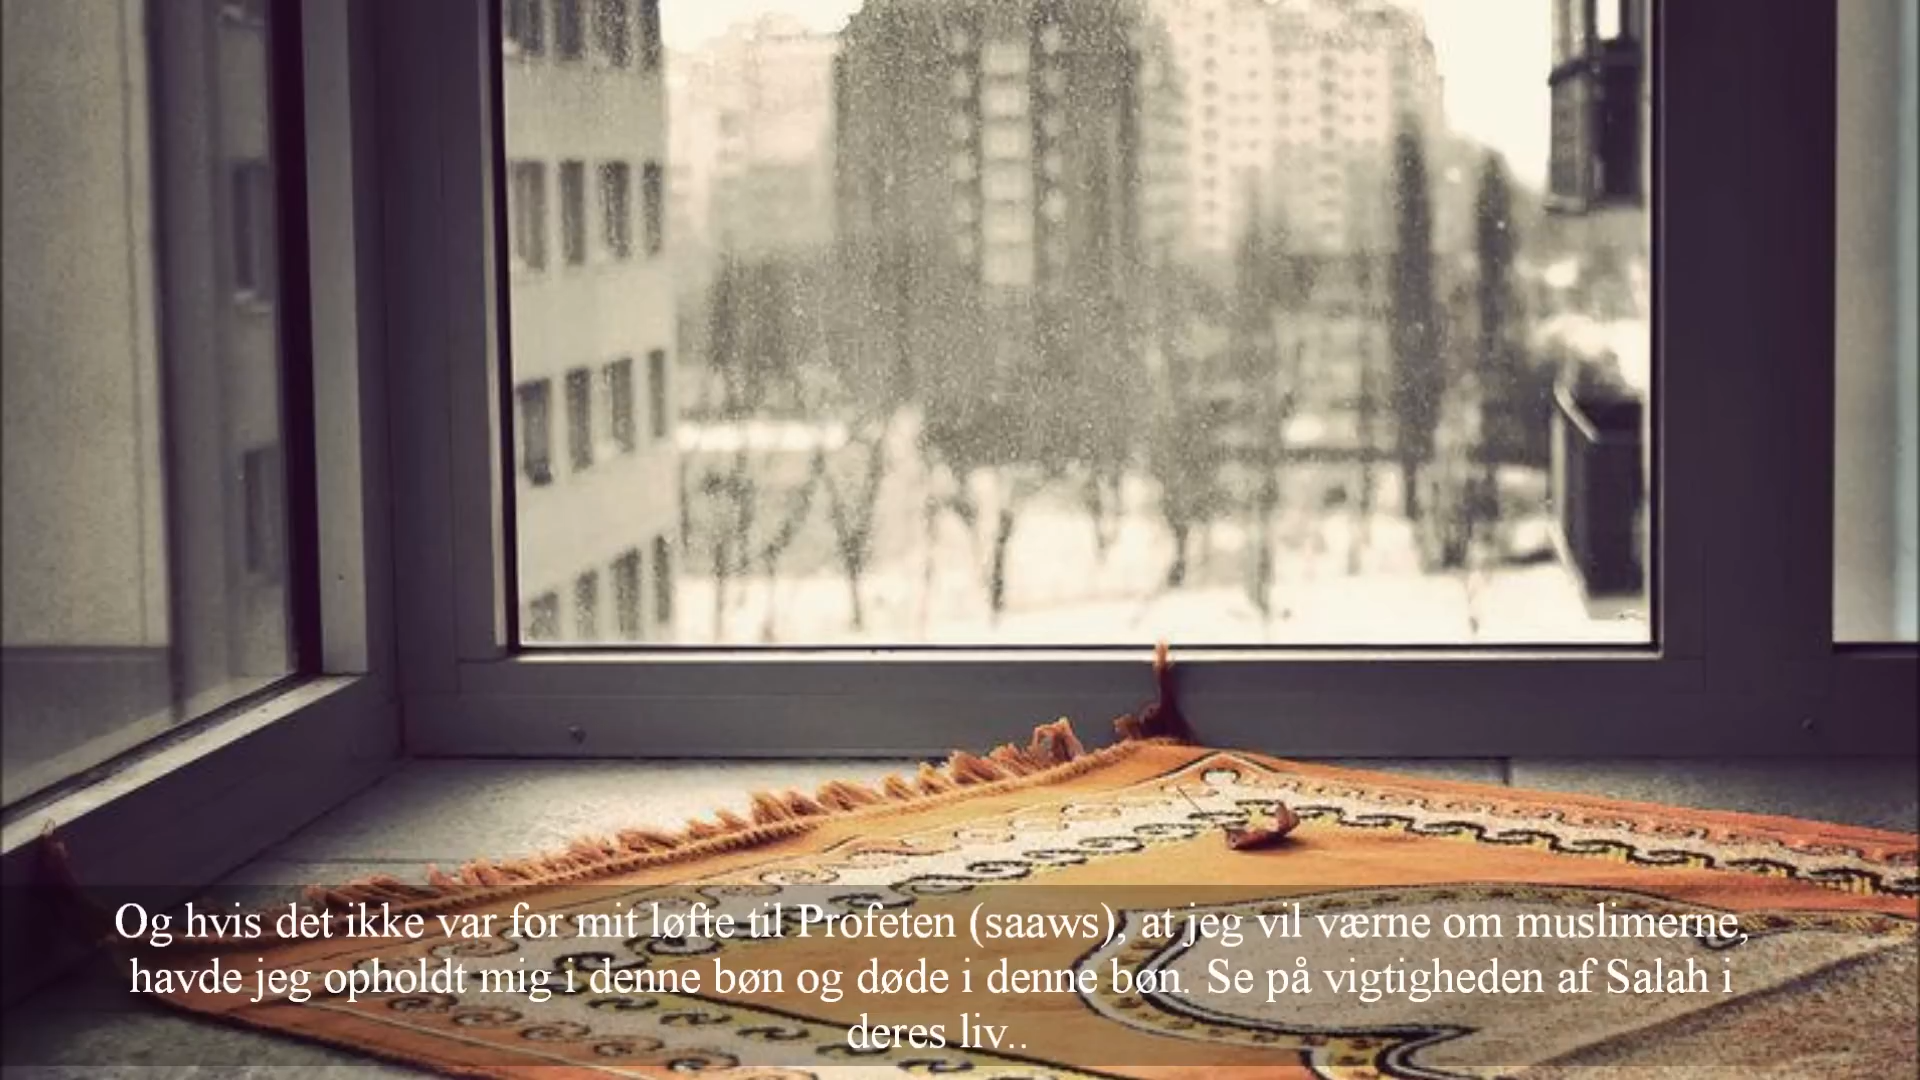 Og hvis det ikke var for mit løfte til Profeten (saaws), at jeg vil værne om muslimerne,
havde jeg opholdt mig i denne bøn og døde i denne bøn. Se på vigtigheden af Salah i
deres liv..